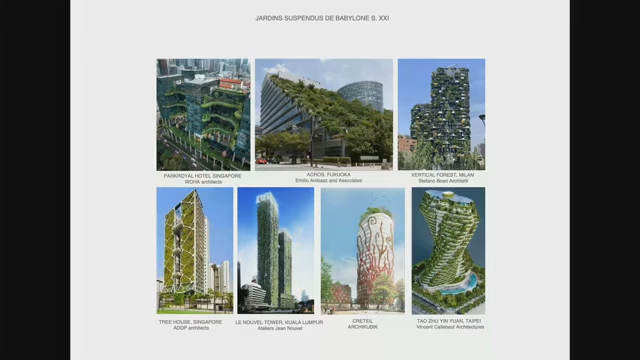 JARDINS SUSPENDUS DE BABYLONE S. XXI
PARKROYAL HOTEL SINGAPORE
WOHA architects
ACROS, FUKUOKA
Emilio Ambasz and Associates
VERTICAL FOREST, MILAN
Stefano Boeri Architetti
TREE HOUSE, SINGAPORE
ADDP architects
LE NOUVEL TOWER, KUALA LUMPUR
Ateliers Jean Nouvel
CRETEIL
ARCHIKUBIK
TAO ZHU YIN YUAN, TAIPEI
Vincent Callebaut Architectures